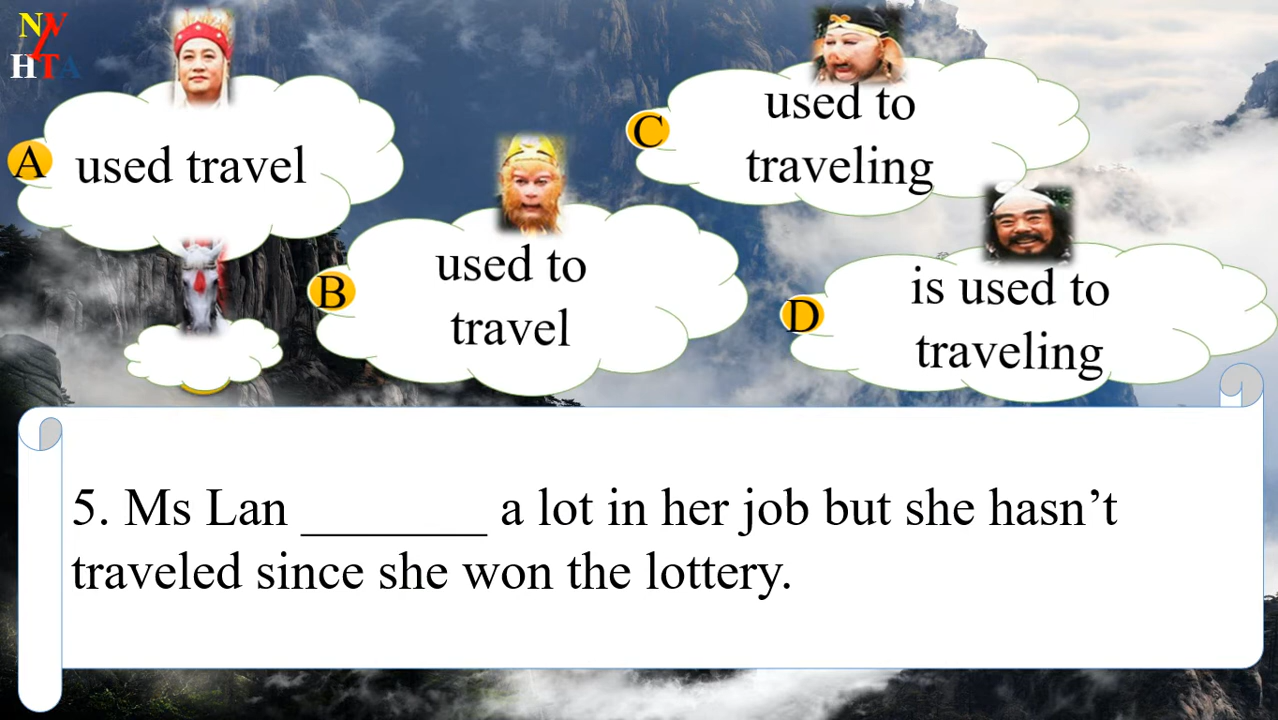 NV
HTA
A
used travel
B
used to
travel
C
used to
traveling
D
is used to
traveling
5. Ms Lan _______ a lot in her job but she hasn’t
traveled since she won the lottery.